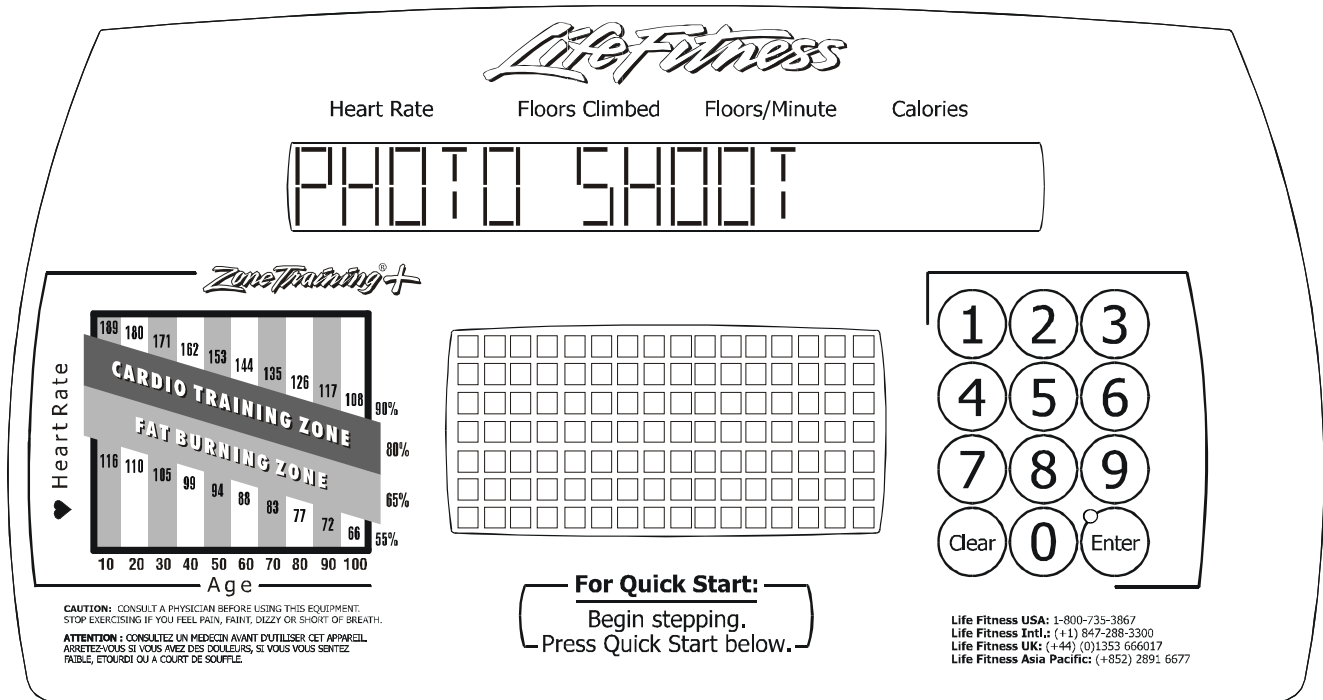 Life Fitness
Heart Rate Floors Climbed Floors/Minute Calories
PHOTO SHOOT
Zone Training® +
189 180 171 162 153 144 135 126 117 108
90%
CARDIO TRAINING ZONE
80%
FAT BURNING ZONE
65%
116 110 105 99 94 88 83 77 72 66
55%
♥ Heart Rate
10 20 30 40 50 60 70 80 90 100
Age
CAUTION: CONSULT A PHYSICIAN BEFORE USING THIS EQUIPMENT.
STOP EXERCISING IF YOU FEEL PAIN, FAINT, DIZZY OR SHORT OF BREATH.
ATTENTION : CONSULTEZ UN MEDECIN AVANT D'UTILISER CET APPAREIL.
ARRETEZ-VOUS SI VOUS AVEZ DES DOULEURS, SI VOUS VOUS SENTEZ
FAIBLE, ETOURDI OU A COURT DE SOUFFLE.
For Quick Start:
Begin stepping.
Press Quick Start below.
1 2 3
4 5 6
7 8 9
Clear 0 Enter
Life Fitness USA: 1-800-735-3867
Life Fitness Intl.: (+1) 847-288-3300
Life Fitness UK: (+44) (0)1353 666017
Life Fitness Asia Pacific: (+852) 2891 6677